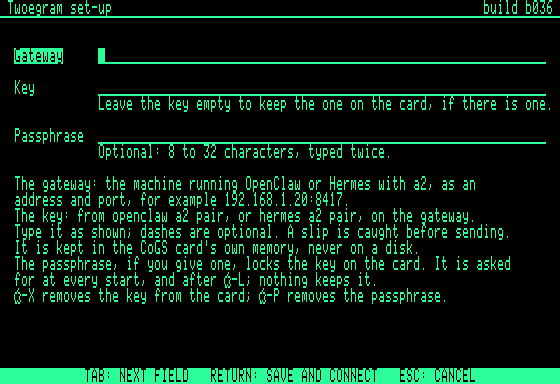 Twoegram set-up build b036
Gateway
Key
Leave the key empty to keep the one on the card, if there is one.
Passphrase
Optional: 8 to 32 characters, typed twice.
The gateway: the machine running OpenClaw or Hermes with a2, as an
address and port, for example 192.168.1.20:8417.
The key: from openclaw a2 pair, or hermes a2 pair, on the gateway.
Type it as shown; dashes are optional. A slip is caught before sending.
It is kept in the CoGS card's own memory, never on a disk.
The passphrase, if you give one, locks the key on the card. It is asked
for at every start, and after -L; nothing keeps it.
-X removes the key from the card; -P removes the passphrase.
TAB: NEXT FIELD RETURN: SAVE AND CONNECT ESC: CANCEL